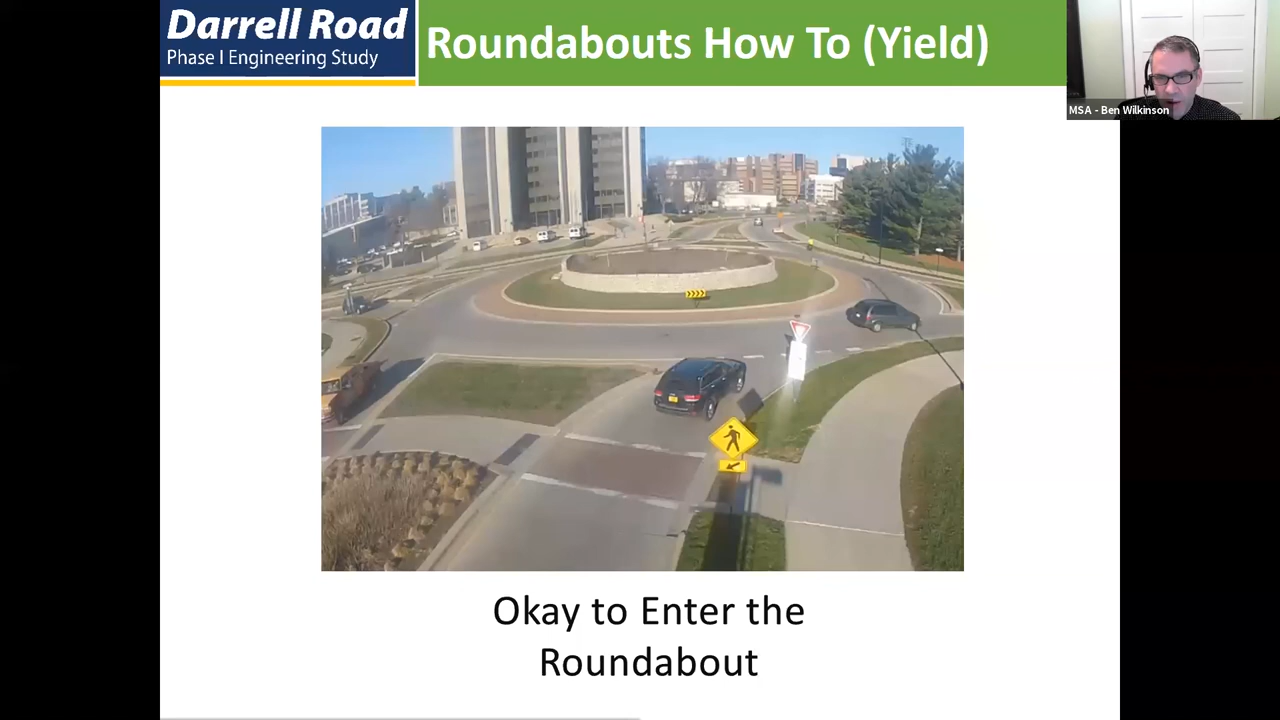 Darrell Road
Phase I Engineering Study
Roundabouts How To (Yield)
MSA - Ben Wilkinson
Okay to Enter the
Roundabout